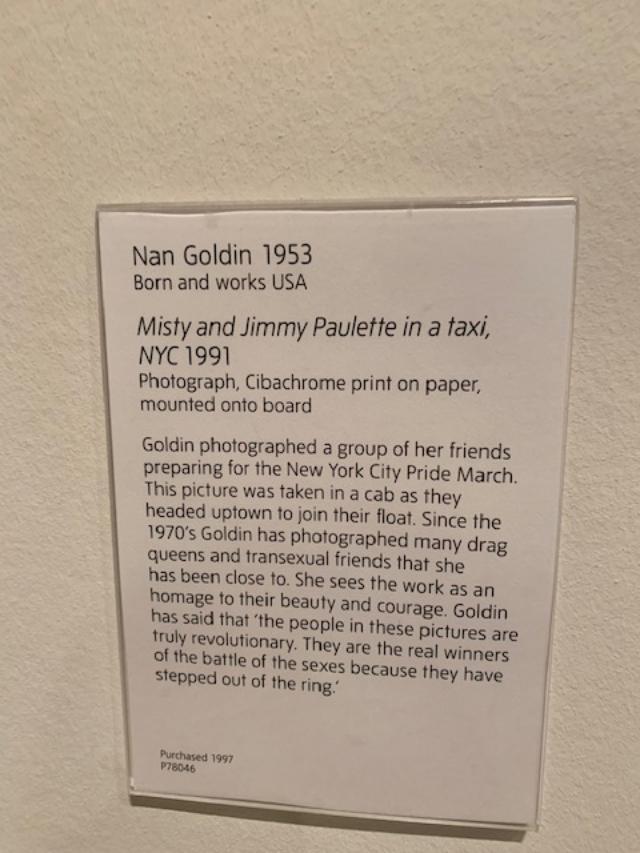 Nan Goldin 1953
Born and works USA
Misty and Jimmy Paulette in a taxi,
NYC 1991
Photograph, Cibachrome print on paper,
mounted onto board
Goldin photographed a group of her friends
preparing for the New York City Pride March.
This picture was taken in a cab as they
headed uptown to join their float. Since the
1970's Goldin has photographed many drag
queens and transexual friends that she
has been close to. She sees the work as an
homage to their beauty and courage. Goldin
has said that ‘the people in these pictures are
truly revolutionary. They are the real winners
of the battle of the sexes because they have
stepped out of the ring.’
Purchased 1997
P78046